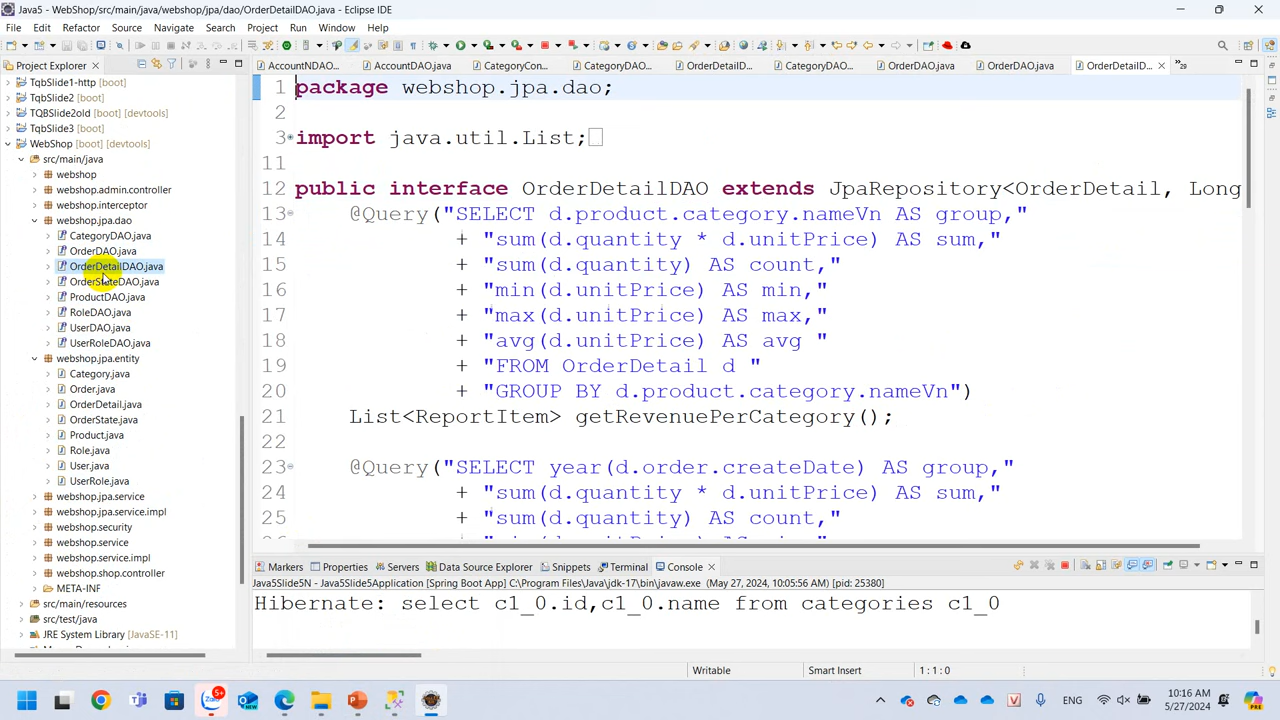 Java5 - WebShop/src/main/java/webshop/jpa/dao/OrderDetailDAO.java - Eclipse IDE
File Edit Refactor Source Navigate Search Project Run Window Help
Project Explorer
AccountNDAO... AccountDAO.java CategoryCon... CategoryDAO... OrderDetailD... CategoryDAO... OrderDAO.java OrderDAO.java OrderDetailD... »29
TqbSlide1-http [boot]
TqbSlide2 [boot]
TQBSlide2old [boot] [devtools]
TqbSlide3 [boot]
WebShop [boot] [devtools]
src/main/java
webshop
webshop.admin.controller
webshop.interceptor
webshop.jpa.dao
CategoryDAO.java
OrderDAO.java
OrderDetailDAO.java
OrderStateDAO.java
ProductDAO.java
RoleDAO.java
UserDAO.java
UserRoleDAO.java
webshop.jpa.entity
Category.java
Order.java
OrderDetail.java
OrderState.java
Product.java
Role.java
User.java
UserRole.java
webshop.jpa.service
webshop.jpa.service.impl
webshop.security
webshop.service
webshop.service.impl
webshop.shop.controller
META-INF
src/main/resources
src/test/java
JRE System Library [JavaSE-11]
1 package webshop.jpa.dao;
2
3 import java.util.List;
11
12 public interface OrderDetailDAO extends JpaRepository<OrderDetail, Long
13 @Query("SELECT d.product.category.nameVn AS group,"
14 + "sum(d.quantity * d.unitPrice) AS sum,"
15 + "sum(d.quantity) AS count,"
16 + "min(d.unitPrice) AS min,"
17 + "max(d.unitPrice) AS max,"
18 + "avg(d.unitPrice) AS avg "
19 + "FROM OrderDetail d "
20 + "GROUP BY d.product.category.nameVn")
21 List<ReportItem> getRevenuePerCategory();
22
23 @Query("SELECT year(d.order.createDate) AS group,"
24 + "sum(d.quantity * d.unitPrice) AS sum,"
25 + "sum(d.quantity) AS count,"
Markers Properties Servers Data Source Explorer Snippets Terminal Console
Java5Slide5N - Java5Slide5Application [Spring Boot App] C:\Program Files\Java\jdk-17\bin\javaw.exe (May 27, 2024, 10:05:56 AM) [pid: 25380]
Hibernate: select c1_0.id,c1_0.name from categories c1_0
Writable Smart Insert 1 : 1 : 0
Zalo 5+ NEW ENG 10:16 AM
5/27/2024
PRE